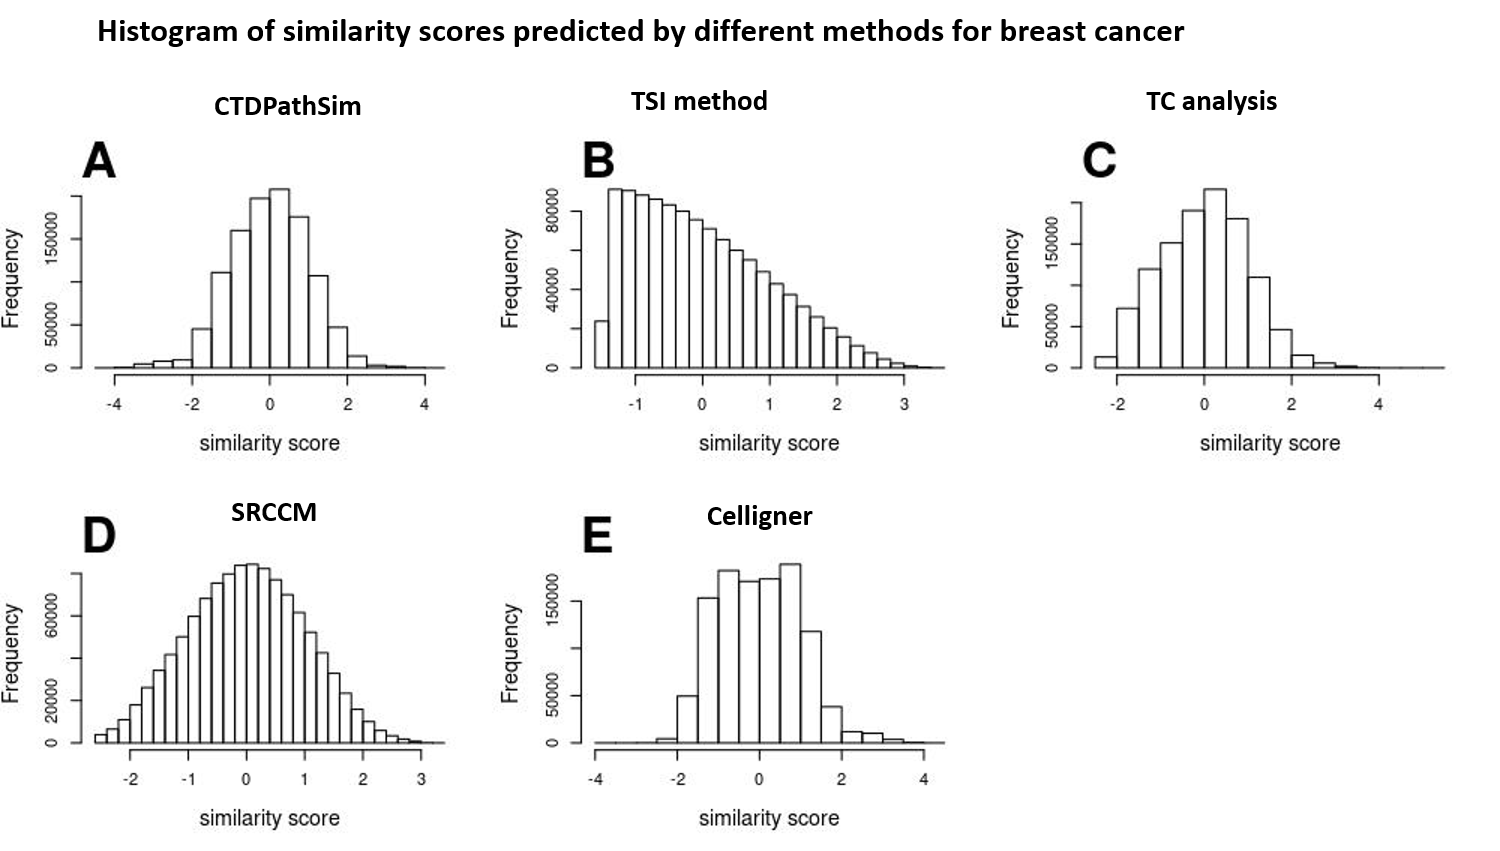 Histogram of similarity scores predicted by different methods for breast cancer
CTDPathSim
TSI method
TC analysis
A
B
C
Frequency
0
50000
150000
-4 -2 0 2 4
similarity score
Frequency
0
40000
80000
-1 0 1 2 3
similarity score
Frequency
0
50000
150000
-2 0 2 4
similarity score
SRCCM
Celligner
D
E
Frequency
0
20000
60000
-2 -1 0 1 2 3
similarity score
Frequency
0
50000
150000
-4 -2 0 2 4
similarity score